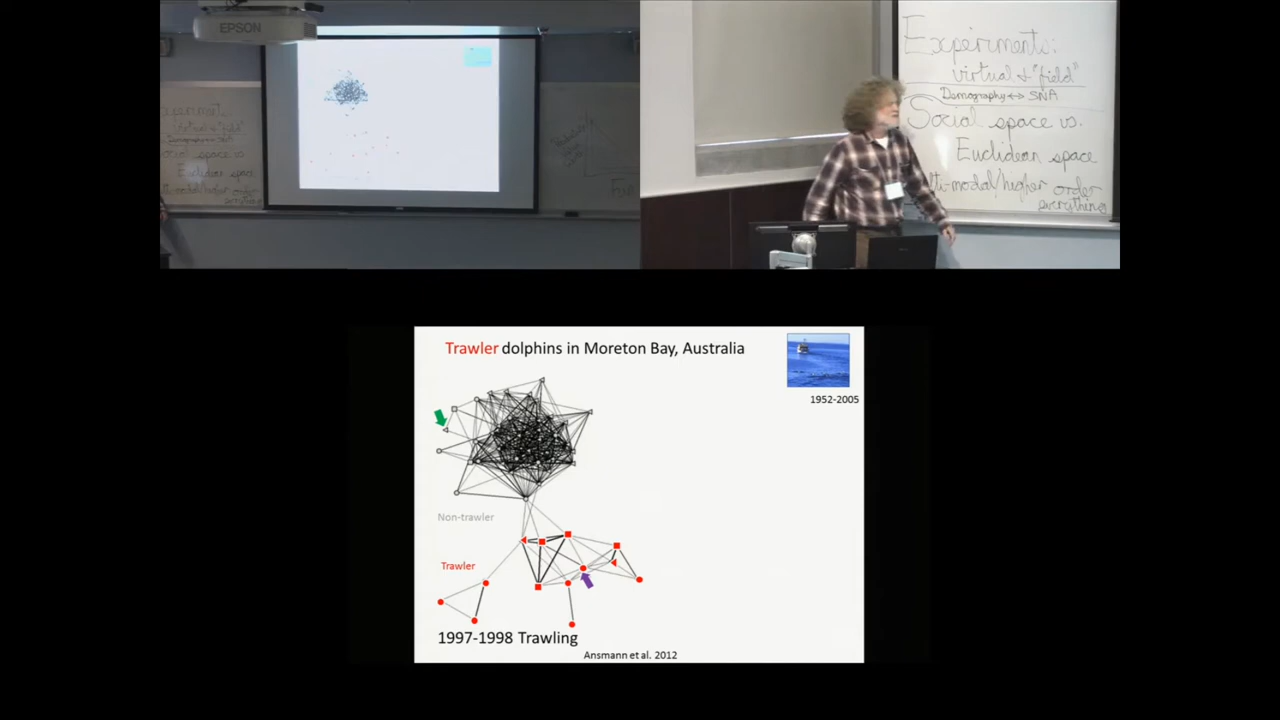 EPSON
Experiments:
virtual & "field"
Demography ↔ SNA
Social space vs.
Euclidean space
lti-modal/higher order
everything
Trawler dolphins in Moreton Bay, Australia
1952-2005
Non-trawler
Trawler
1997-1998 Trawling
Ansmann et al. 2012